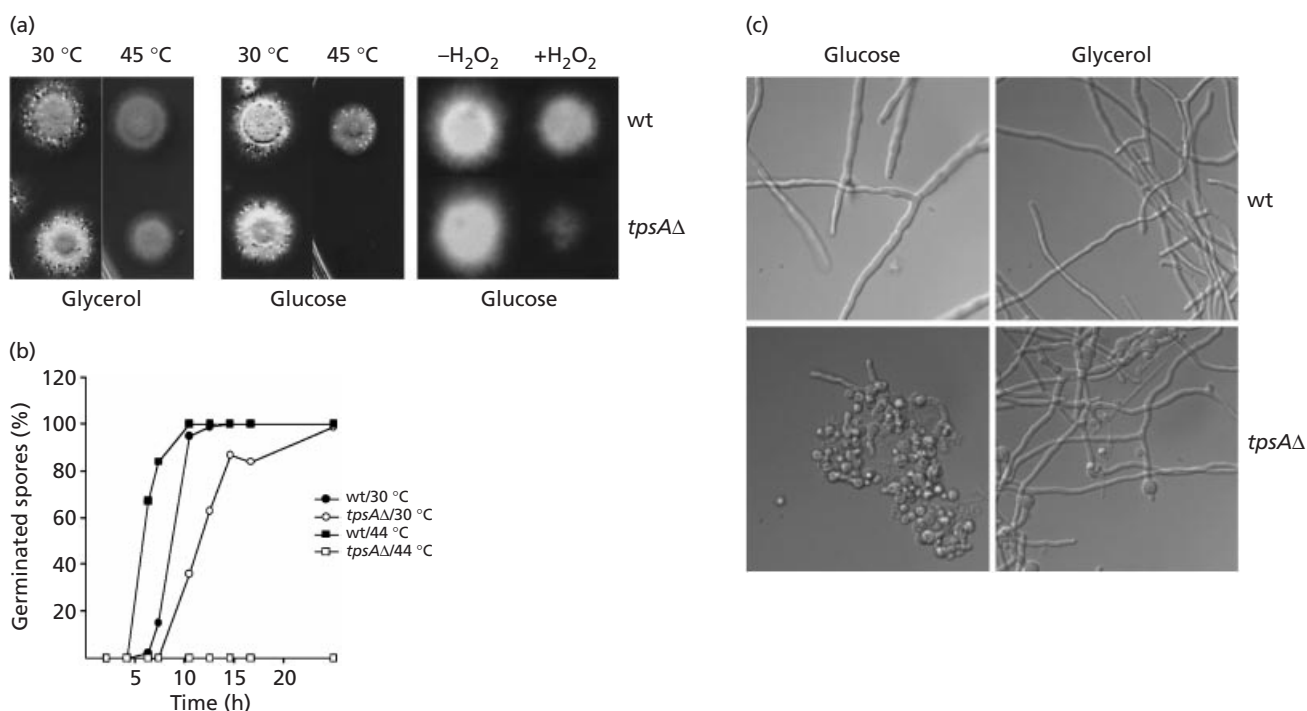 (a)
30 °C 45 °C 30 °C 45 °C –H₂O₂ +H₂O₂
wt
tpsAΔ
Glycerol Glucose Glucose
(b)
Germinated spores (%)
120
100
80
60
40
20
5 10 15 20
Time (h)
wt/30 °C
tpsAΔ/30 °C
wt/44 °C
tpsAΔ/44 °C
(c)
Glucose Glycerol
wt
tpsAΔ